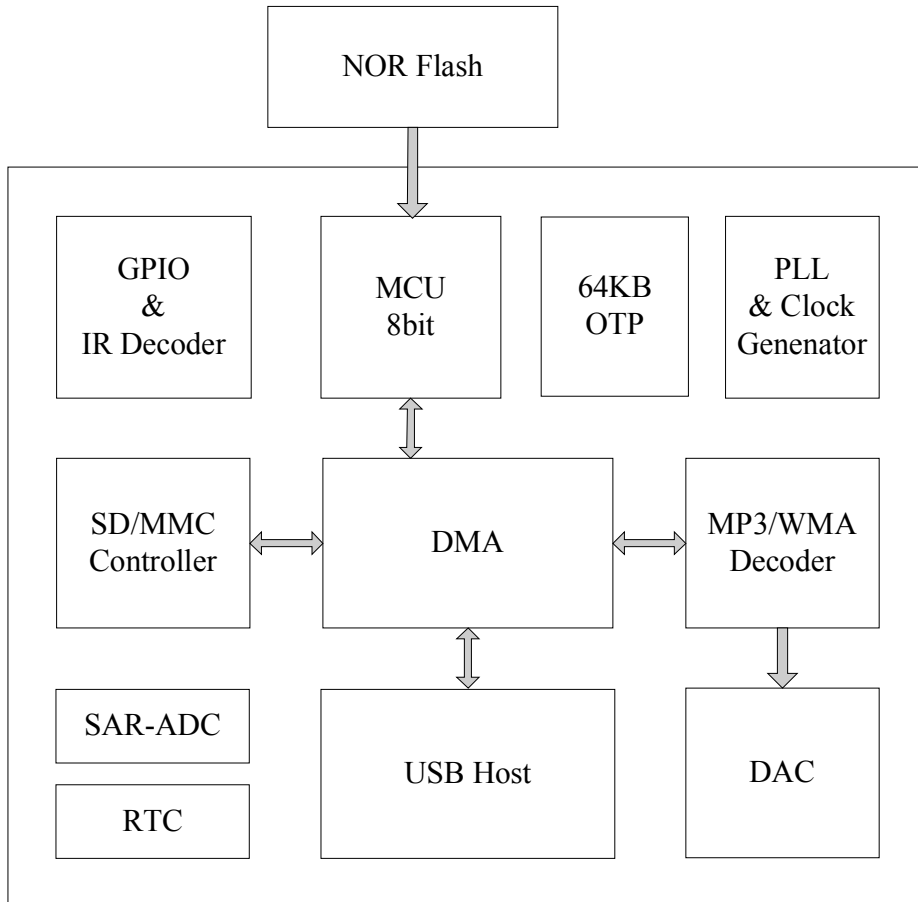 NOR Flash
GPIO
&
IR Decoder
MCU
8bit
64KB
OTP
PLL
& Clock
Genenator
SD/MMC
Controller
DMA
MP3/WMA
Decoder
SAR-ADC
RTC
USB Host
DAC